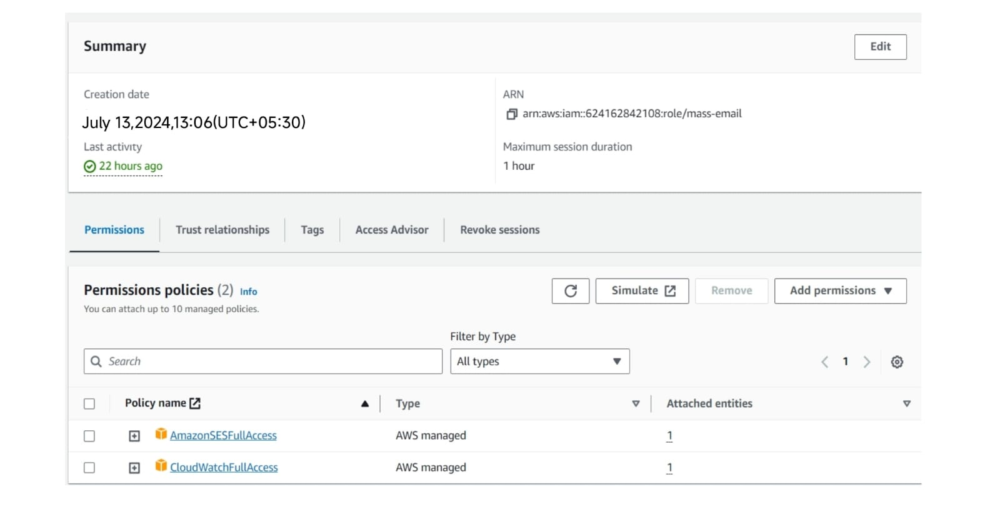 Summary
Edit
Creation date
July 13,2024,13:06(UTC+05:30)
Last activity
22 hours ago
ARN
arn:aws:iam::624162842108:role/mass-email
Maximum session duration
1 hour
Permissions
Trust relationships
Tags
Access Advisor
Revoke sessions
Permissions policies (2) Info
You can attach up to 10 managed policies.
Simulate
Remove
Add permissions
Search
Filter by Type
All types
1
Policy name
Type
Attached entities
AmazonSESFullAccess
AWS managed
1
CloudWatchFullAccess
AWS managed
1